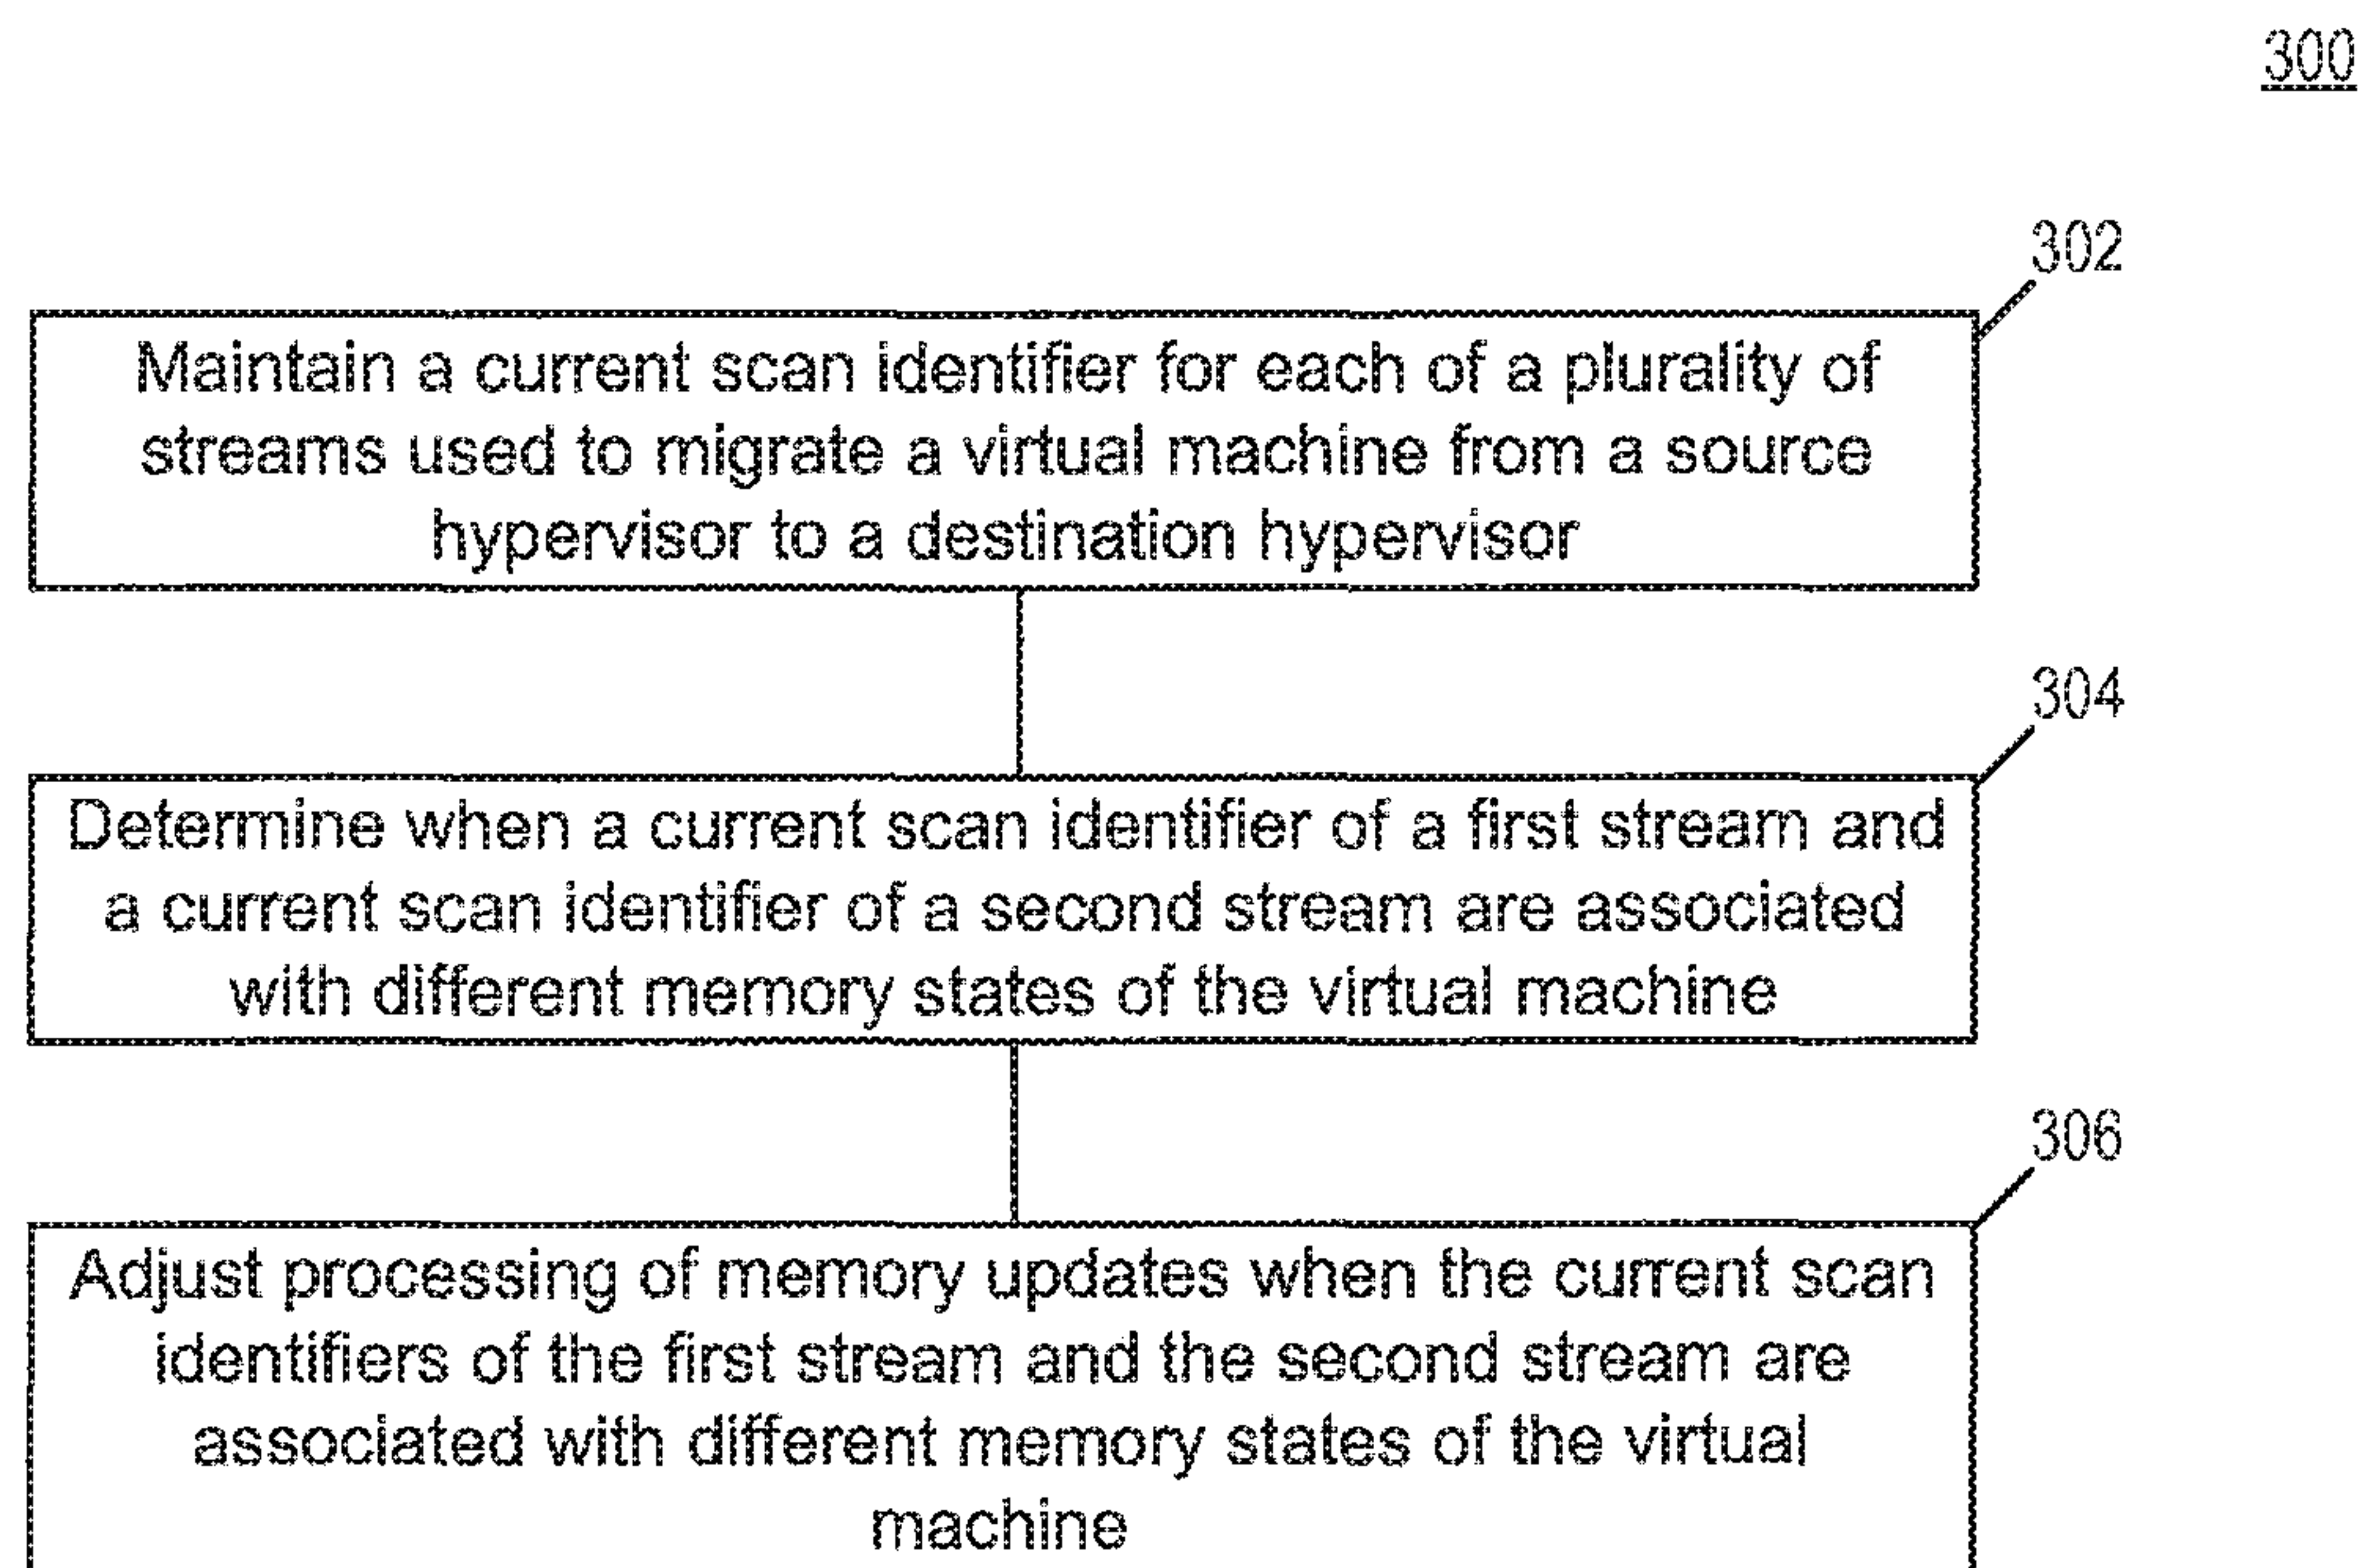 300
302
Maintain a current scan identifier for each of a plurality of
streams used to migrate a virtual machine from a source
hypervisor to a destination hypervisor
304
Determine when a current scan identifier of a first stream and
a current scan identifier of a second stream are associated
with different memory states of the virtual machine
306
Adjust processing of memory updates when the current scan
identifiers of the first stream and the second stream are
associated with different memory states of the virtual
machine